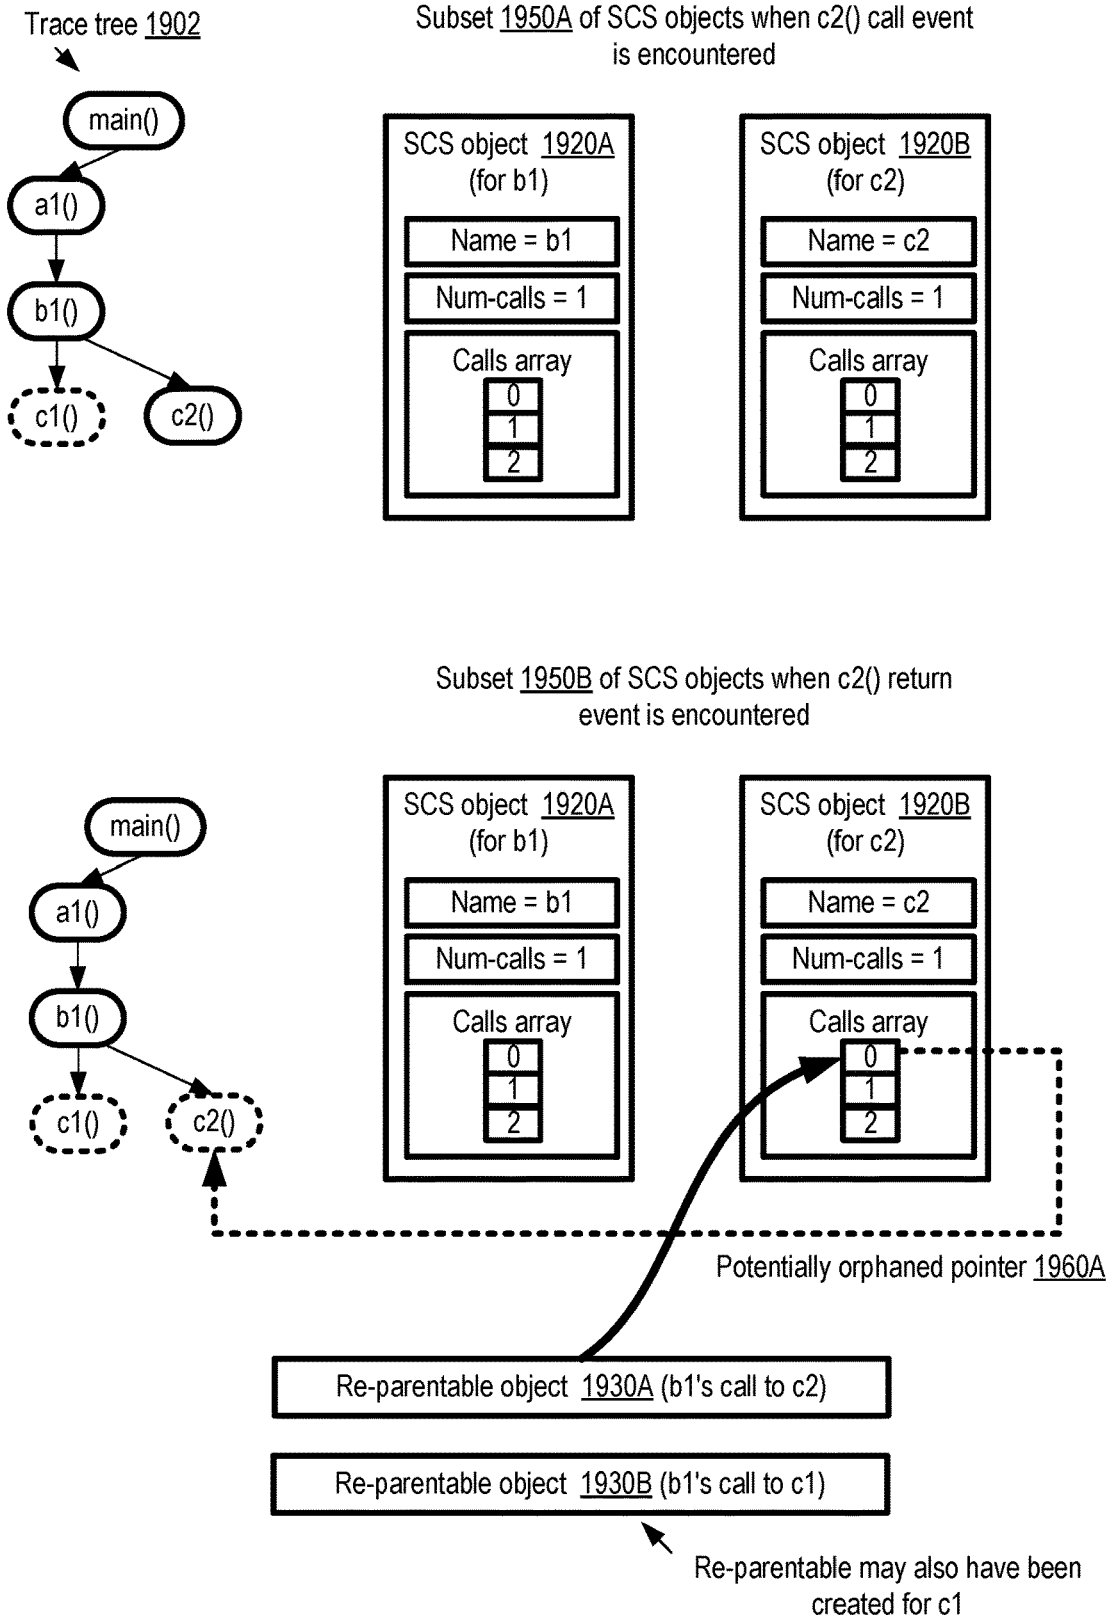 Trace tree 1902
Subset 1950A of SCS objects when c2() call event
is encountered
main()
a1()
b1()
c1()
c2()
SCS object 1920A
(for b1)
Name = b1
Num-calls = 1
Calls array
0
1
2
SCS object 1920B
(for c2)
Name = c2
Num-calls = 1
Calls array
0
1
2
Subset 1950B of SCS objects when c2() return
event is encountered
main()
a1()
b1()
c1()
c2()
SCS object 1920A
(for b1)
Name = b1
Num-calls = 1
Calls array
0
1
2
SCS object 1920B
(for c2)
Name = c2
Num-calls = 1
Calls array
0
1
2
Potentially orphaned pointer 1960A
Re-parentable object 1930A (b1's call to c2)
Re-parentable object 1930B (b1's call to c1)
Re-parentable may also have been
created for c1